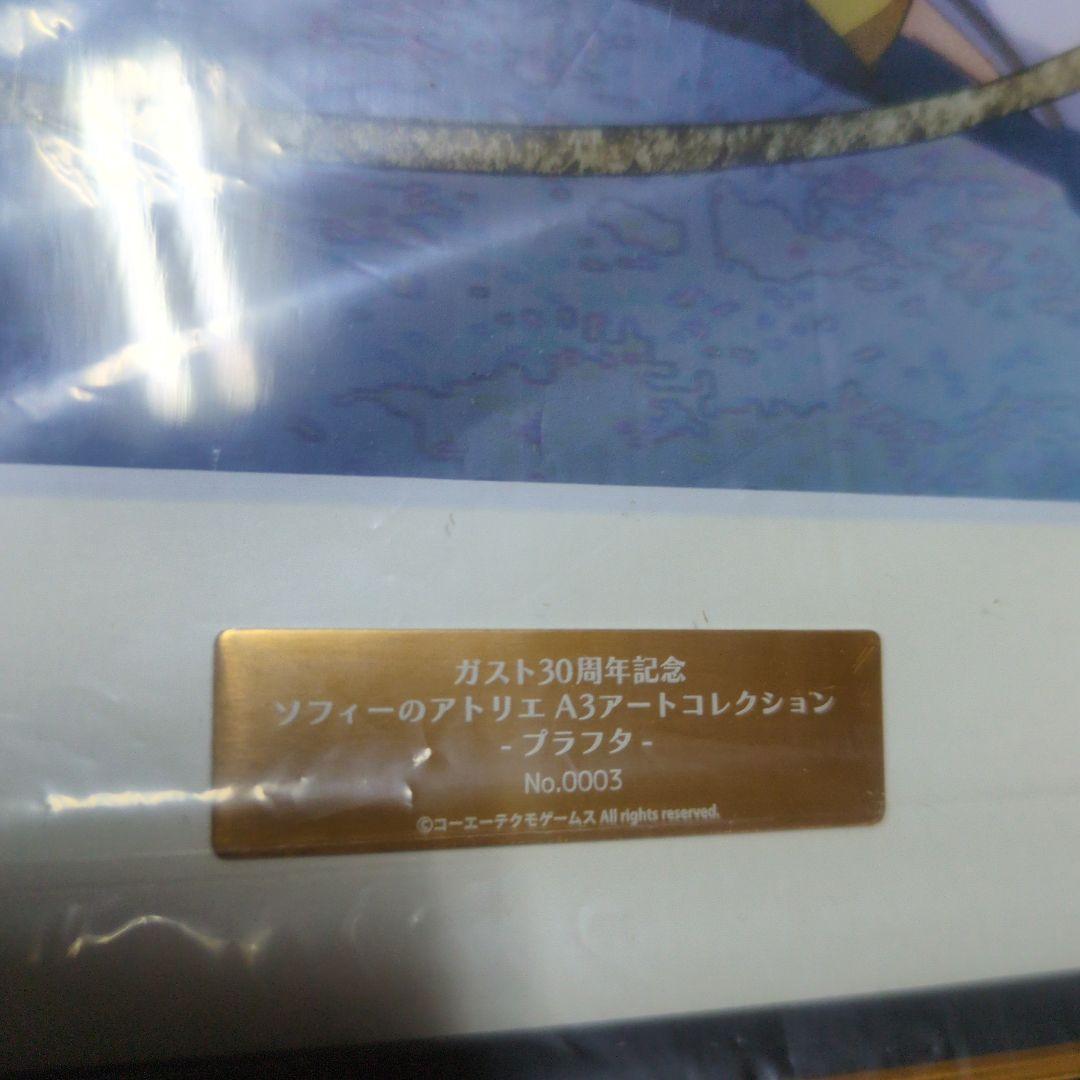 ガスト30周年記念
ソフィーのアトリエ A3アートコレクション
- プラフタ -
No.0003
©コーエーテクモゲームス All rights reserved.